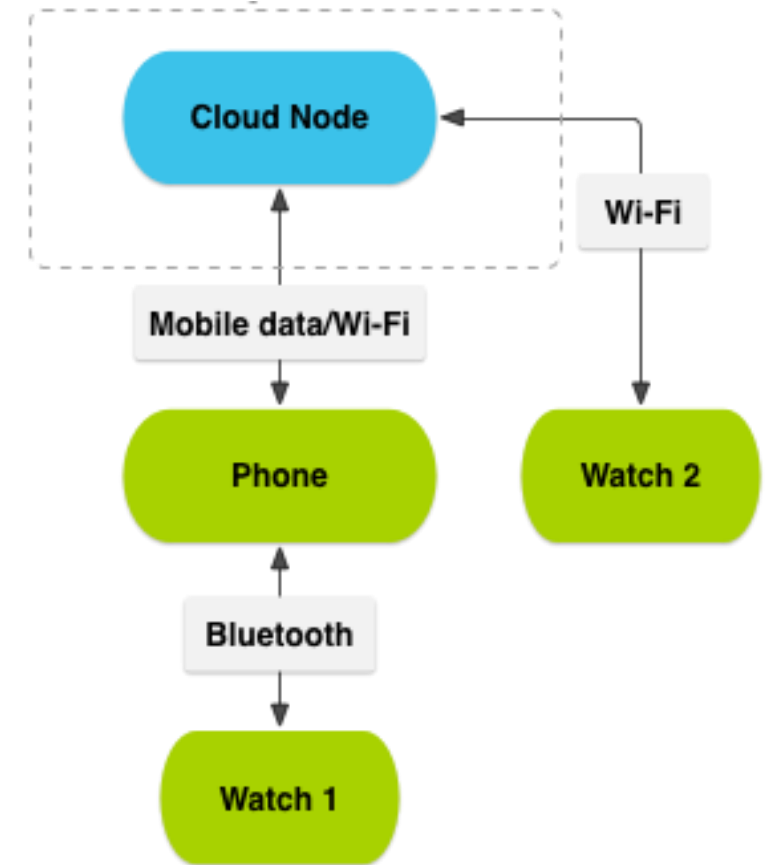 Cloud Node
Wi-Fi
Mobile data/Wi-Fi
Phone
Watch 2
Bluetooth
Watch 1